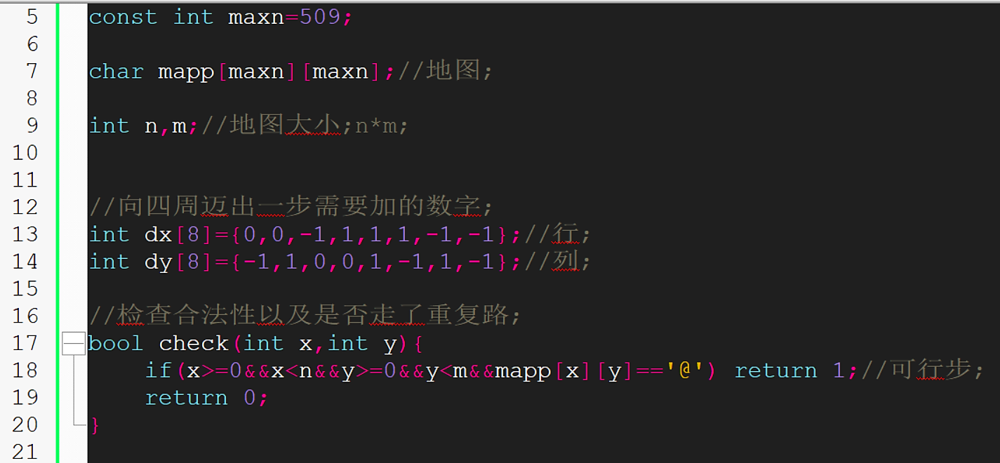 5 const int maxn=509;
6
7 char mapp[maxn][maxn];//地图;
8
9 int n,m;//地图大小;n*m;
10
11
12 //向四周迈出一步需要加的数字;
13 int dx[8]={0,0,-1,1,1,1,-1,-1};//行;
14 int dy[8]={-1,1,0,0,1,-1,1,-1};//列;
15
16 //检查合法性以及是否走了重复路;
17 bool check(int x,int y){
18 if(x>=0&&x<n&&y>=0&&y<m&&mapp[x][y]=='@') return 1;//可行步;
19 return 0;
20 }
21